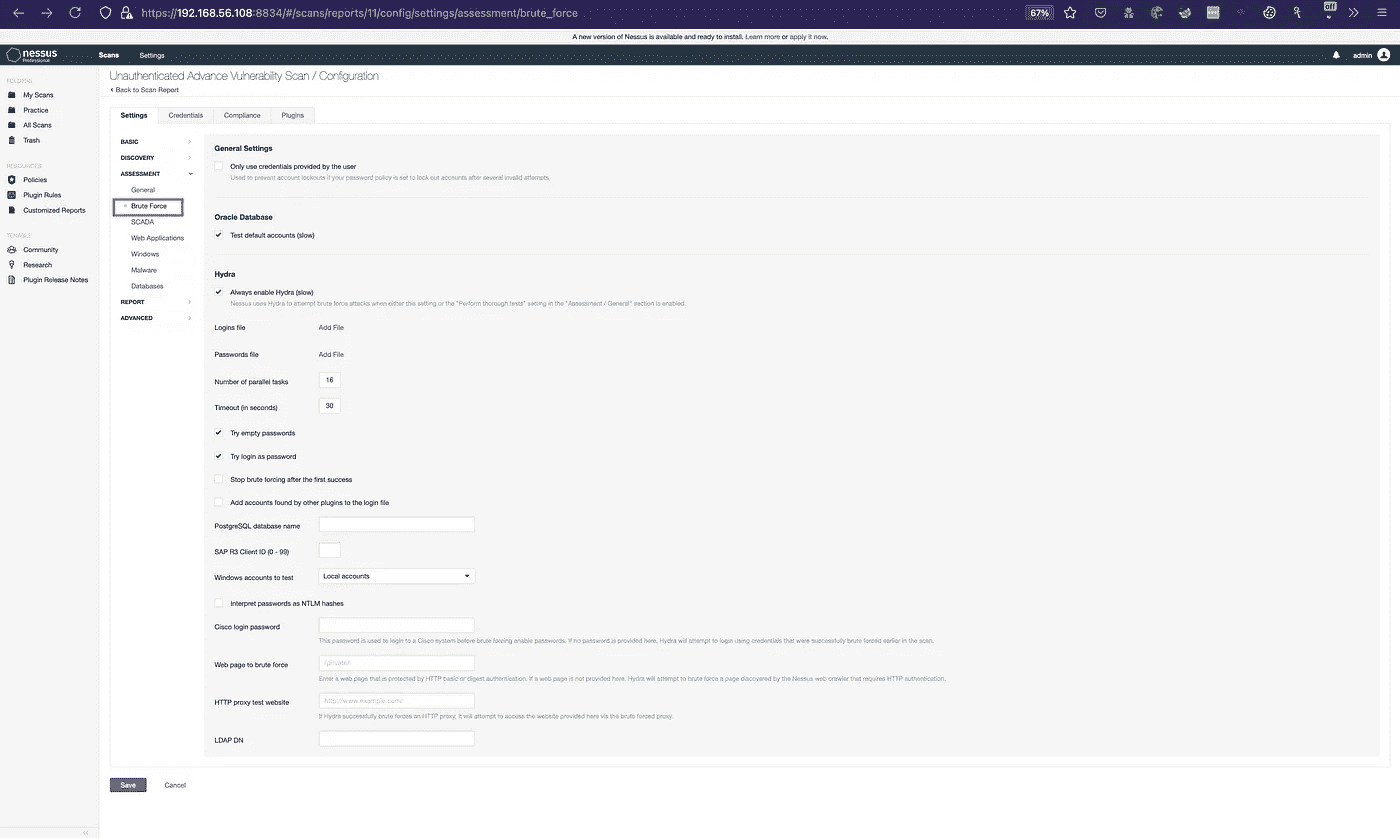 https://192.168.56.108:8834/#/scans/reports/11/config/settings/assessment/brute_force
67%
off
A new version of Nessus is available and ready to install. Learn more or apply it now.
nessus
Professional
Scans
Settings
admin
FOLDERS
My Scans
Practice
All Scans
Trash
RESOURCES
Policies
Plugin Rules
Customized Reports
TENABLE
Community
Research
Plugin Release Notes
Unauthenticated Advance Vulnerability Scan / Configuration
Back to Scan Report
Settings
Credentials
Compliance
Plugins
BASIC
DISCOVERY
ASSESSMENT
General
Brute Force
SCADA
Web Applications
Windows
Malware
Databases
REPORT
ADVANCED
General Settings
Only use credentials provided by the user
Used to prevent account lockouts if your password policy is set to lock out accounts after several invalid attempts.
Oracle Database
Test default accounts (slow)
Hydra
Always enable Hydra (slow)
Nessus uses Hydra to attempt brute force attacks when either this setting or the "Perform thorough tests" setting in the "Assessment / General" section is enabled.
Logins file Add File
Passwords file Add File
Number of parallel tasks 16
Timeout (in seconds) 30
Try empty passwords
Try login as password
Stop brute forcing after the first success
Add accounts found by other plugins to the login file
PostgreSQL database name
SAP R3 Client ID (0 - 99)
Windows accounts to test Local accounts
Interpret passwords as NTLM hashes
Cisco login password
This password is used to login to a Cisco system before brute forcing enable passwords. If no password is provided here, Hydra will attempt to login using credentials that were successfully brute forced earlier in the scan.
Web page to brute force /private/
Enter a web page that is protected by HTTP basic or digest authentication. If a web page is not provided here, Hydra will attempt to brute force a page discovered by the Nessus web crawler that requires HTTP authentication.
HTTP proxy test website http://www.example.com/
If Hydra successfully brute forces an HTTP proxy, it will attempt to access the website provided here via the brute forced proxy.
LDAP DN
Save
Cancel